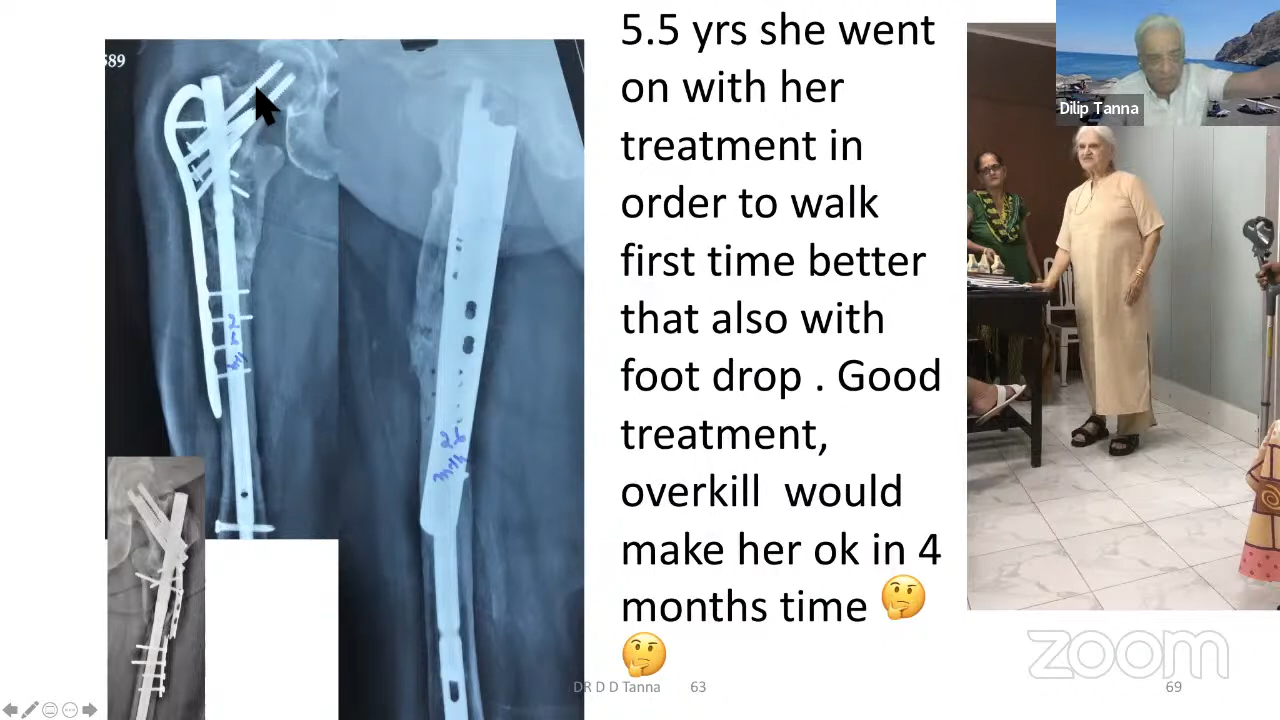 589
5.5 yrs she went
on with her
treatment in
order to walk
first time better
that also with
foot drop . Good
treatment,
overkill would
make her ok in 4
months time 🤔
🤔
Dilip Tanna
zoom
DR D D Tanna 63
69